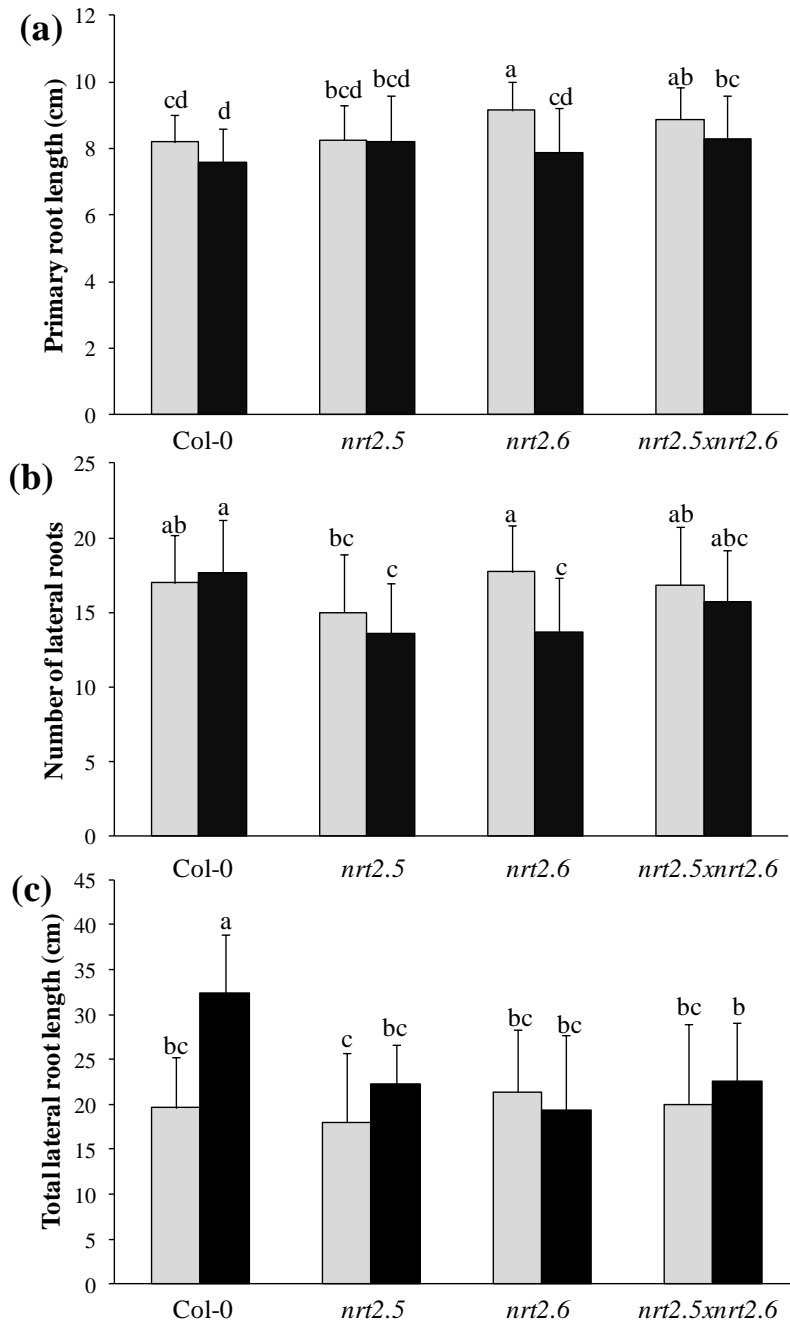 (a)
Primary root length (cm)
12
10
8
6
4
2
0
cd
d
bcd
bcd
a
cd
ab
bc
Col-0
nrt2.5
nrt2.6
nrt2.5xnrt2.6
(b)
Number of lateral roots
25
20
15
10
5
0
ab
a
bc
c
a
c
ab
abc
Col-0
nrt2.5
nrt2.6
nrt2.5xnrt2.6
(c)
Total lateral root length (cm)
45
40
35
30
25
20
15
10
5
0
bc
a
c
bc
bc
bc
bc
b
Col-0
nrt2.5
nrt2.6
nrt2.5xnrt2.6